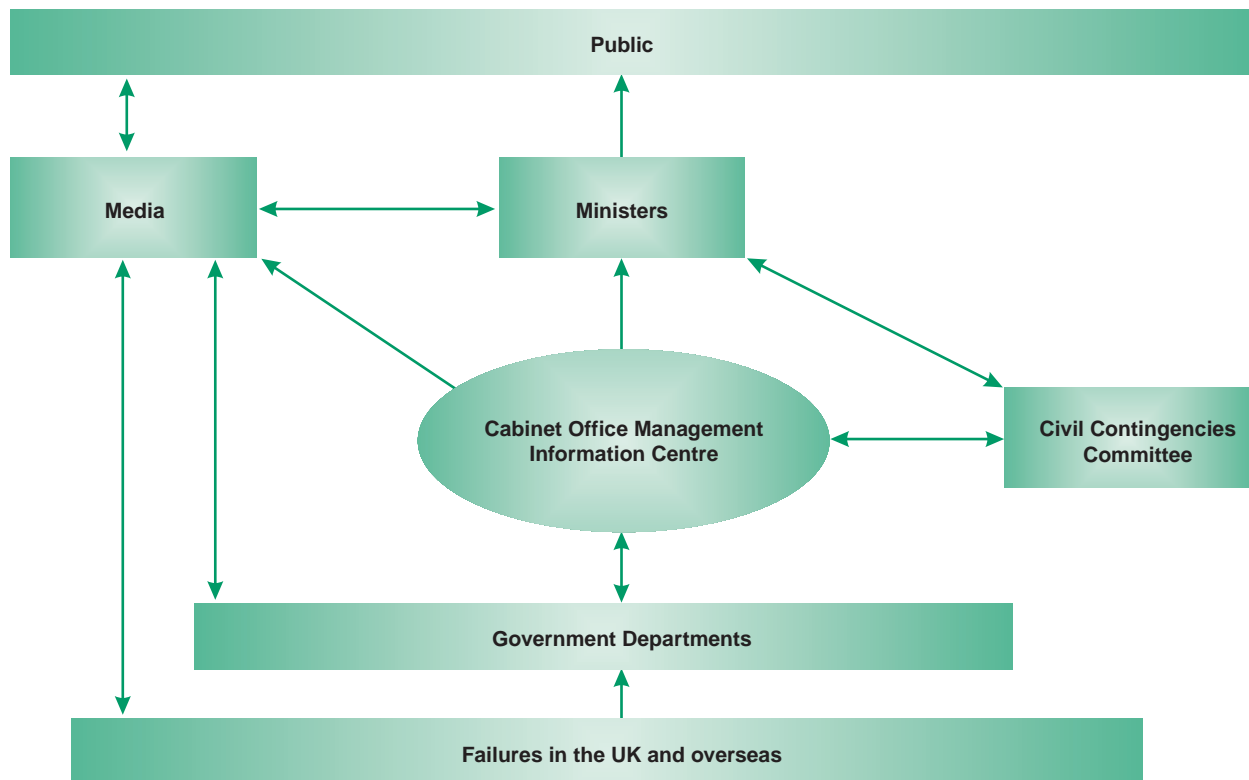 Public
Media
Ministers
Cabinet Office Management
Information Centre
Civil Contingencies
Committee
Government Departments
Failures in the UK and overseas